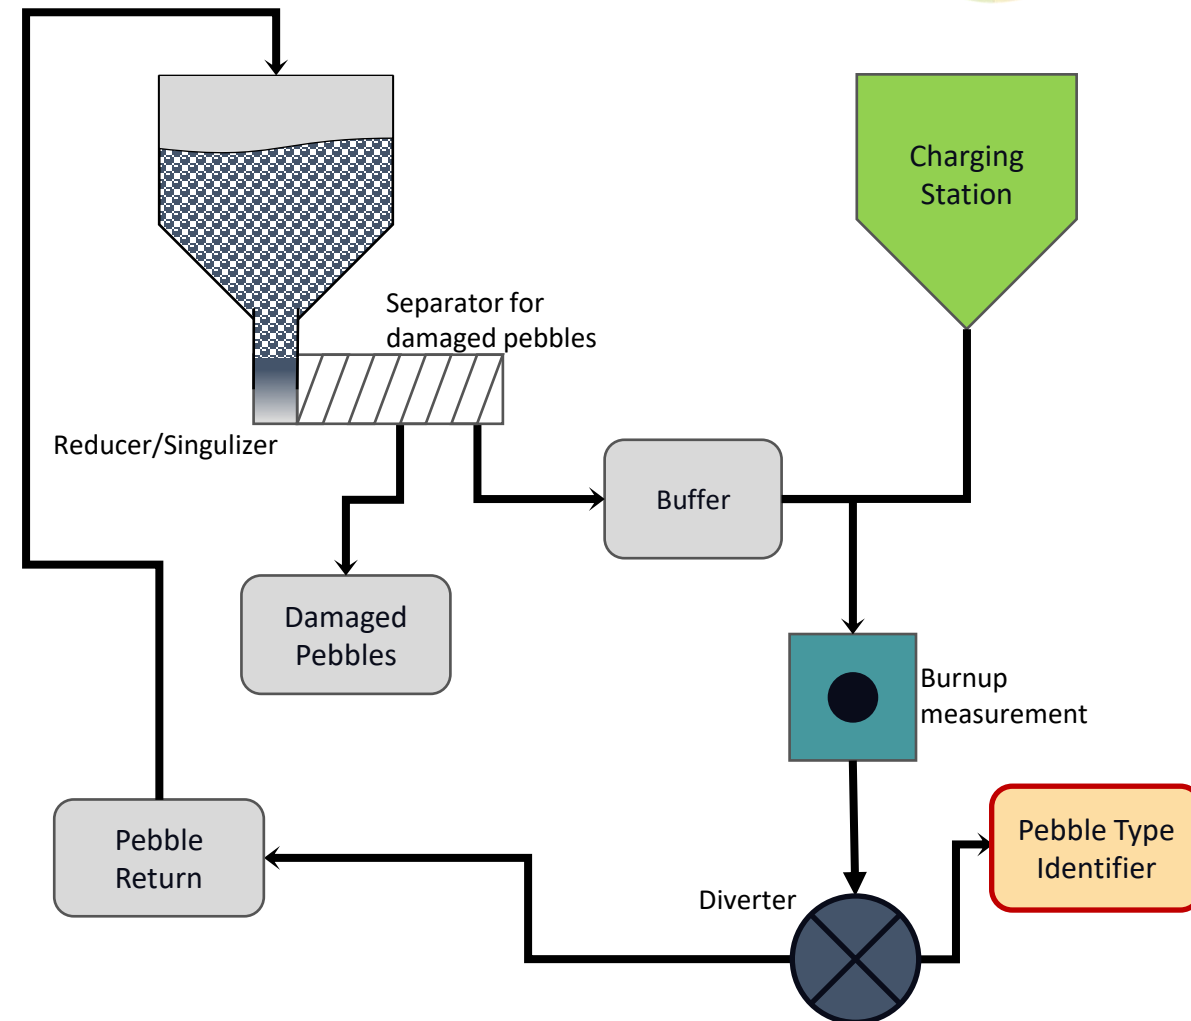 Charging
Station
Separator for
damaged pebbles
Reducer/Singulizer
Buffer
Damaged
Pebbles
Burnup
measurement
Pebble
Return
Pebble Type
Identifier
Diverter